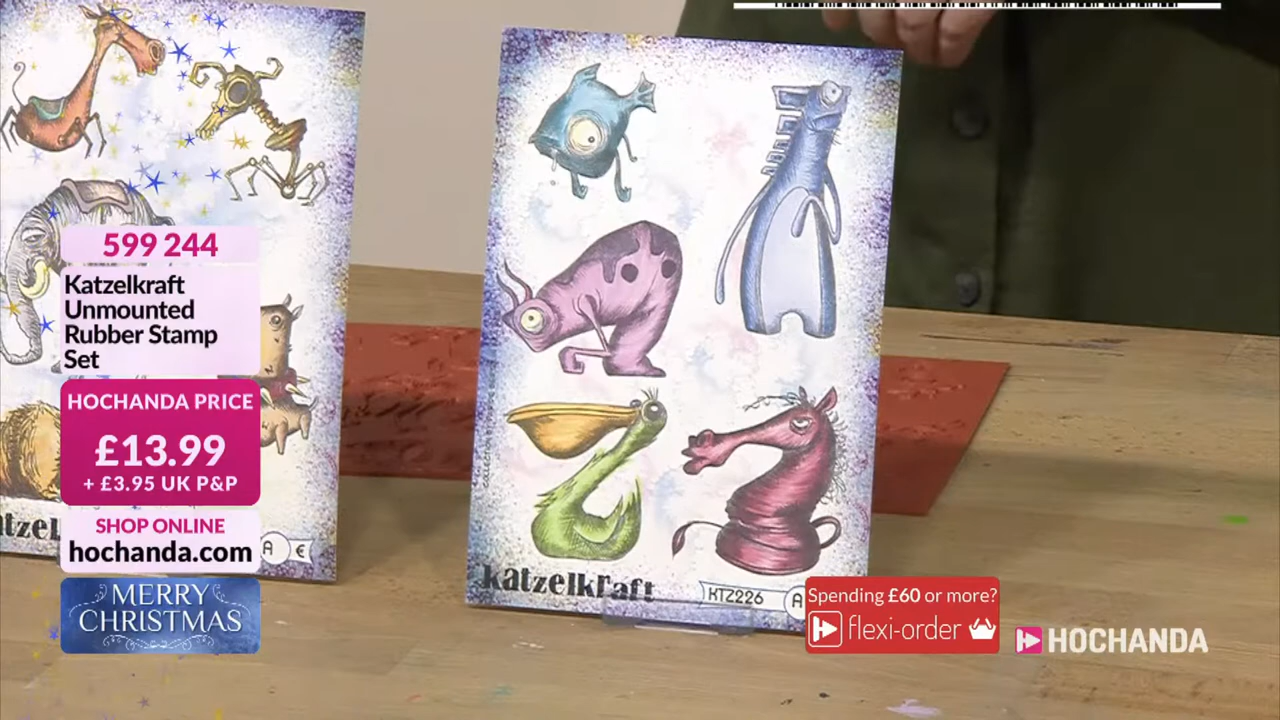 599 244
Katzelkraft
Unmounted
Rubber Stamp
Set
HOCHANDA PRICE
£13.99
+ £3.95 UK P&P
SHOP ONLINE
hochanda.com
MERRY
CHRISTMAS
A €
katzelkraft
KTZ226 A
Spending £60 or more?
flexi-order
HOCHANDA